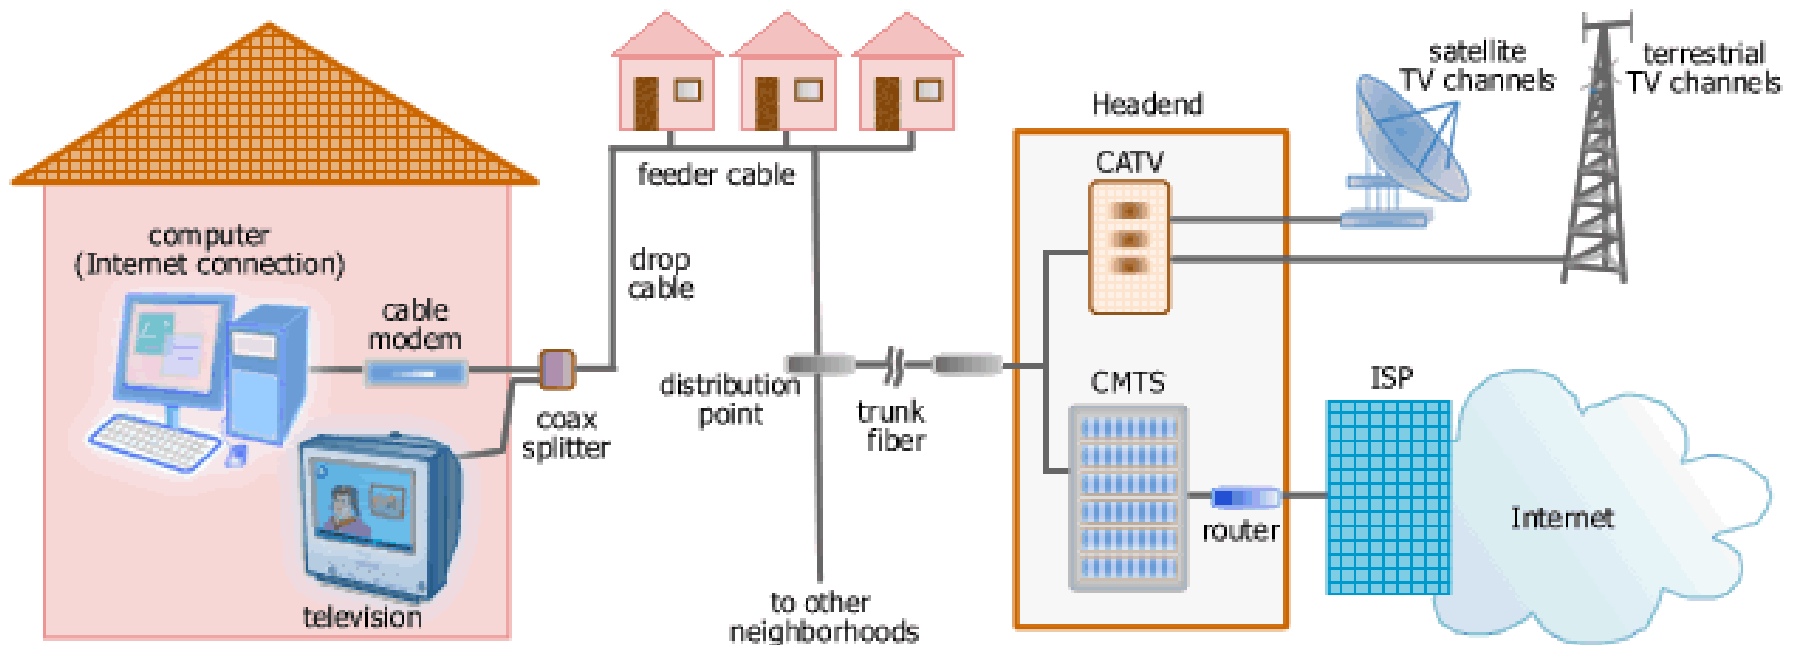 computer
(Internet connection)
cable
modem
television
coax
splitter
feeder cable
drop
cable
distribution
point
trunk
fiber
to other
neighborhoods
Headend
CATV
CMTS
router
satellite
TV channels
terrestrial
TV channels
ISP
Internet